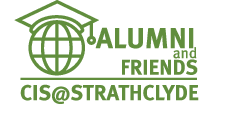 ALUMNI
and
FRIENDS
CIS@STRATHCLYDE